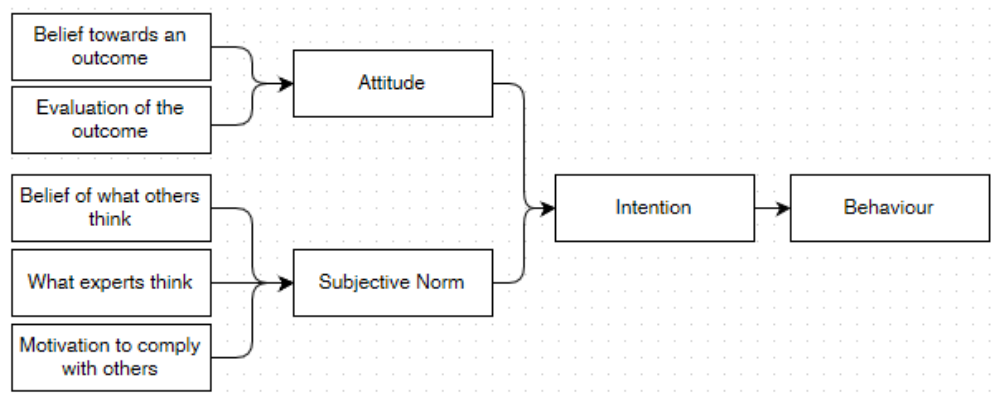 Belief towards an
outcome
Evaluation of the
outcome
Attitude
Belief of what others
think
What experts think
Motivation to comply
with others
Subjective Norm
Intention
Behaviour